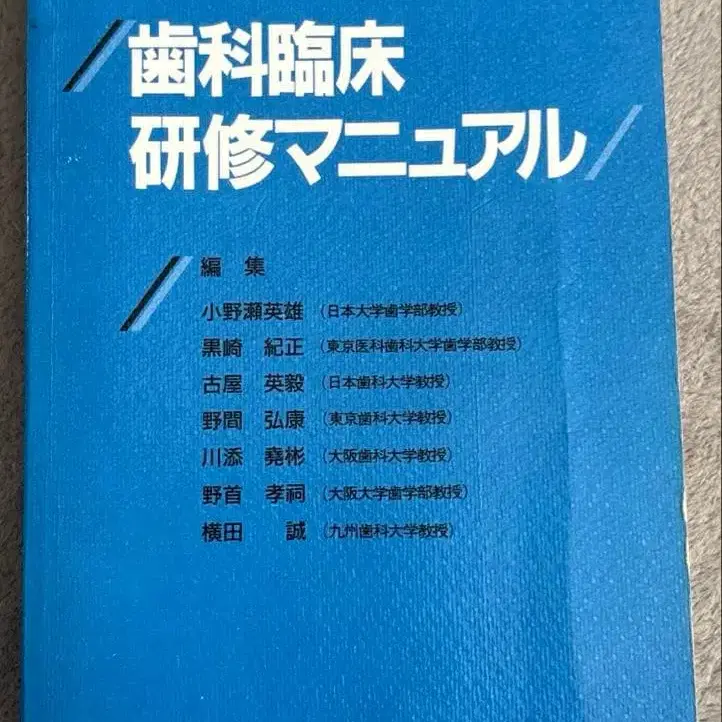 歯科臨床
研修マニュアル
編 集
小野瀬英雄 (日本大学歯学部教授)
黒崎 紀正 (東京医科歯科大学歯学部教授)
古屋 英毅 (日本歯科大学教授)
野間 弘康 (東京歯科大学教授)
川添 堯彬 (大阪歯科大学教授)
野首 孝祠 (大阪大学歯学部教授)
横田 誠 (九州歯科大学教授)